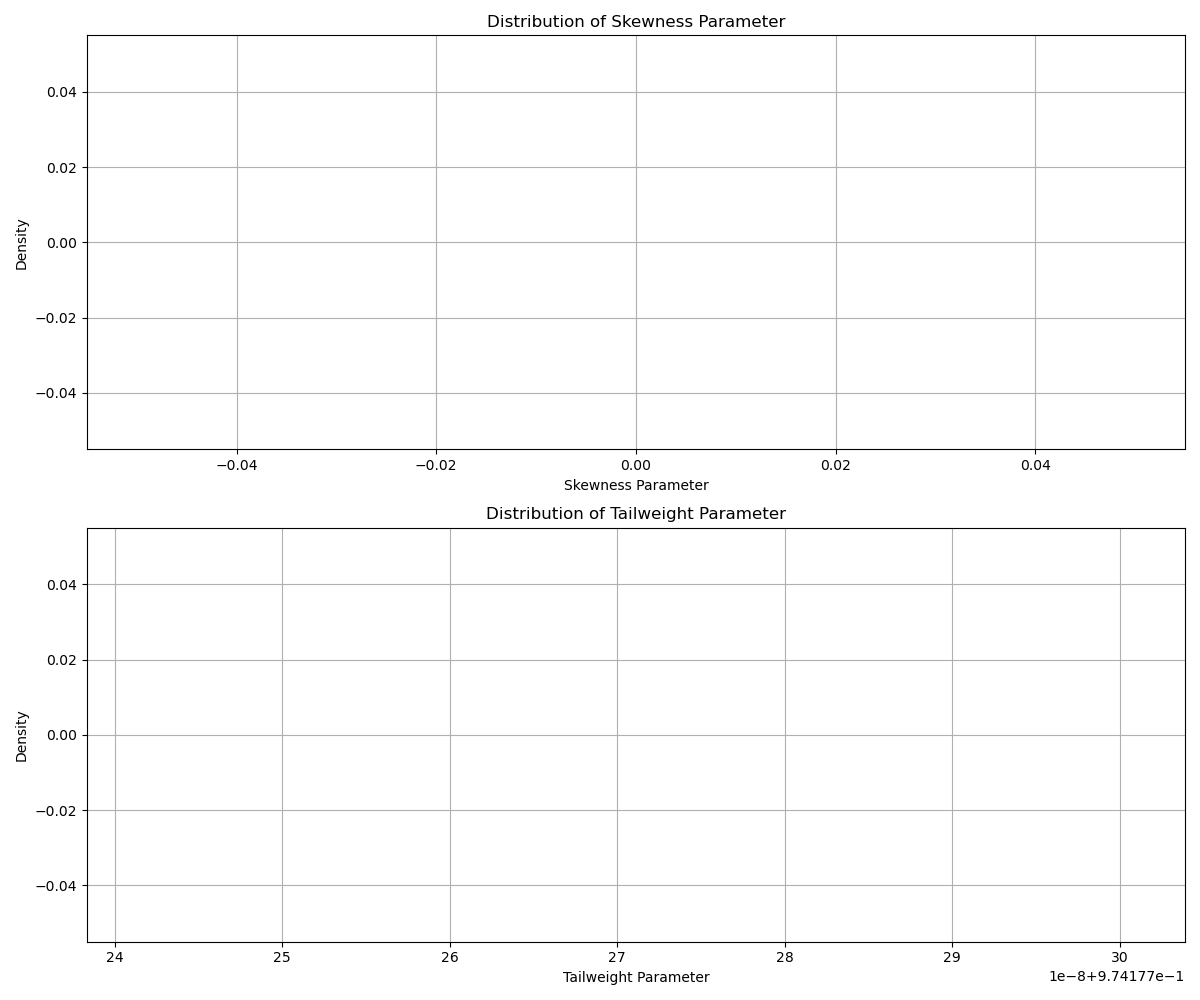 Distribution of Skewness Parameter
Density
0.04
0.02
0.00
−0.02
−0.04
−0.04 −0.02 0.00 0.02 0.04
Skewness Parameter
Distribution of Tailweight Parameter
Density
0.04
0.02
0.00
−0.02
−0.04
24 25 26 27 28 29 30
Tailweight Parameter
1e−8+9.74177e−1